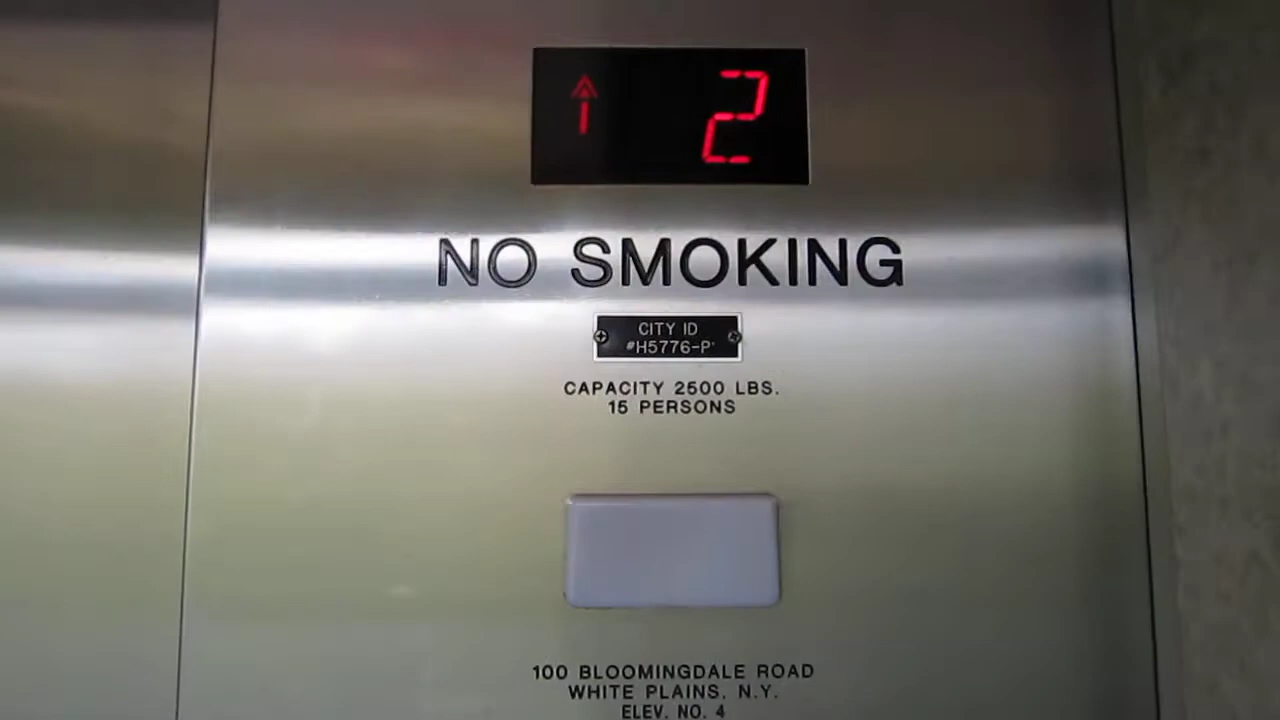 2
NO SMOKING
CITY ID
#H5776-P
CAPACITY 2500 LBS.
15 PERSONS
100 BLOOMINGDALE ROAD
WHITE PLAINS, N.Y.
ELEV. NO. 4